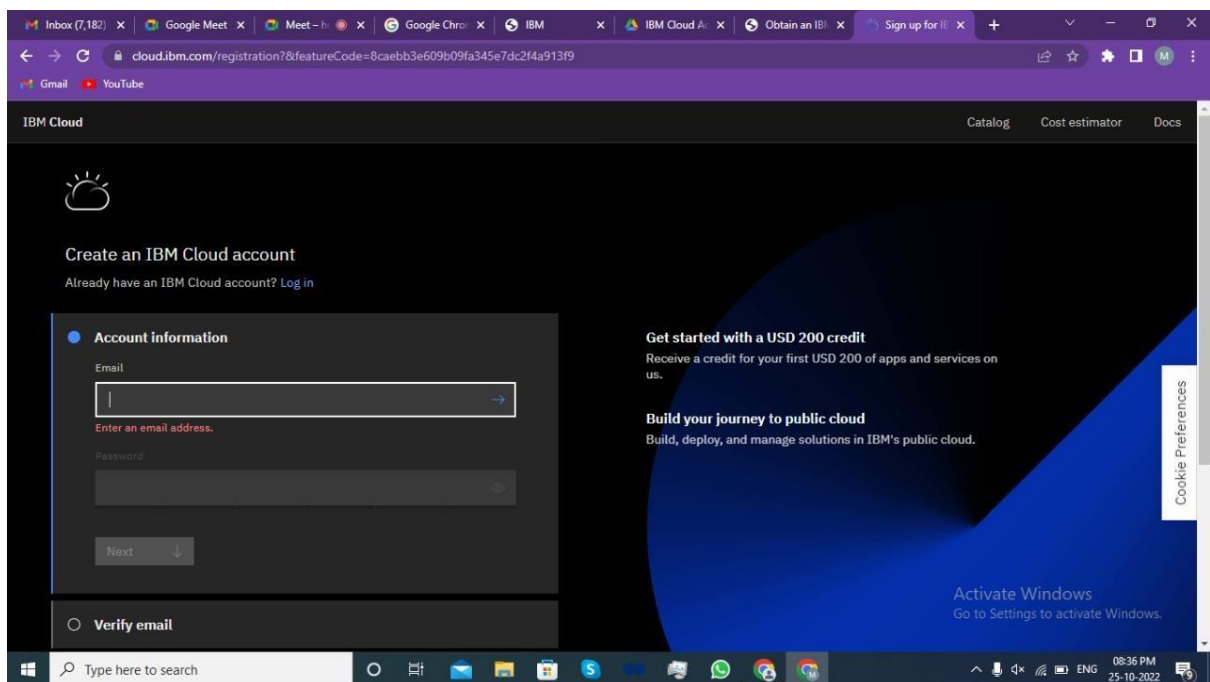 Inbox (7,182)
Google Meet
Meet – h
Google Chro
IBM
IBM Cloud Ac
Obtain an IBM
Sign up for IB
cloud.ibm.com/registration?&featureCode=8caebb3e609b09fa345e7dc2f4a913f9
M
Gmail
YouTube
IBM Cloud
Catalog
Cost estimator
Docs
Create an IBM Cloud account
Already have an IBM Cloud account? Log in
Account information
Email
Enter an email address.
Password
Next
Verify email
Get started with a USD 200 credit
Receive a credit for your first USD 200 of apps and services on
us.
Build your journey to public cloud
Build, deploy, and manage solutions in IBM's public cloud.
Cookie Preferences
Activate Windows
Go to Settings to activate Windows.
Type here to search
ENG
08:36 PM
25-10-2022